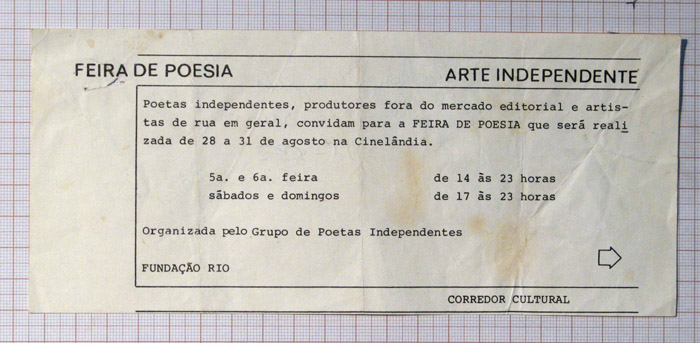 FEIRA DE POESIA ARTE INDEPENDENTE
Poetas independentes, produtores fora do mercado editorial e artis-
tas de rua em geral, convidam para a FEIRA DE POESIA que será reali
zada de 28 a 31 de agosto na Cinelândia.
5a. e 6a. feira de 14 às 23 horas
sábados e domingos de 17 às 23 horas
Organizada pelo Grupo de Poetas Independentes
FUNDAÇÃO RIO
CORREDOR CULTURAL